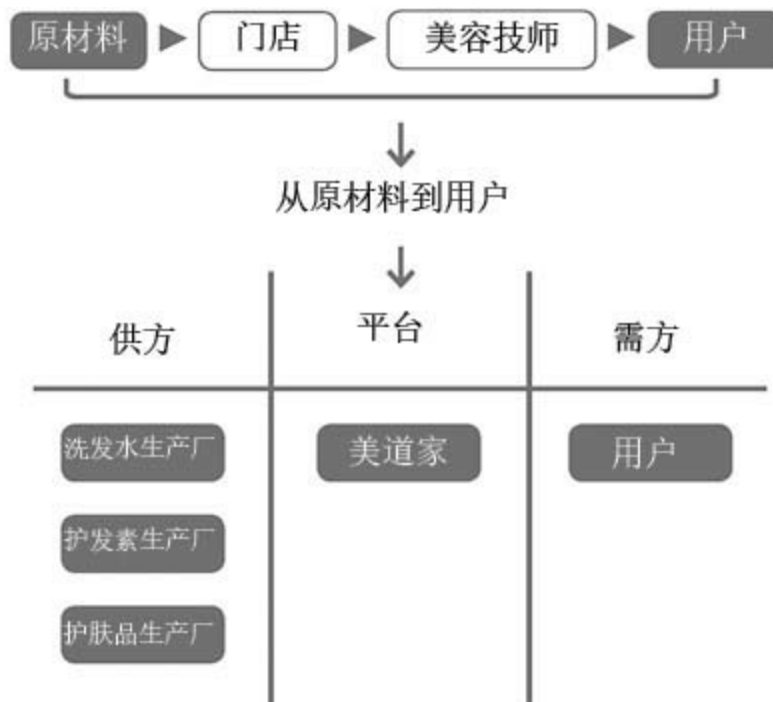 原材料 门店 美容技师 用户
从原材料到用户
供方 平台 需方
洗发水生产厂 美道家 用户
护发素生产厂
护肤品生产厂